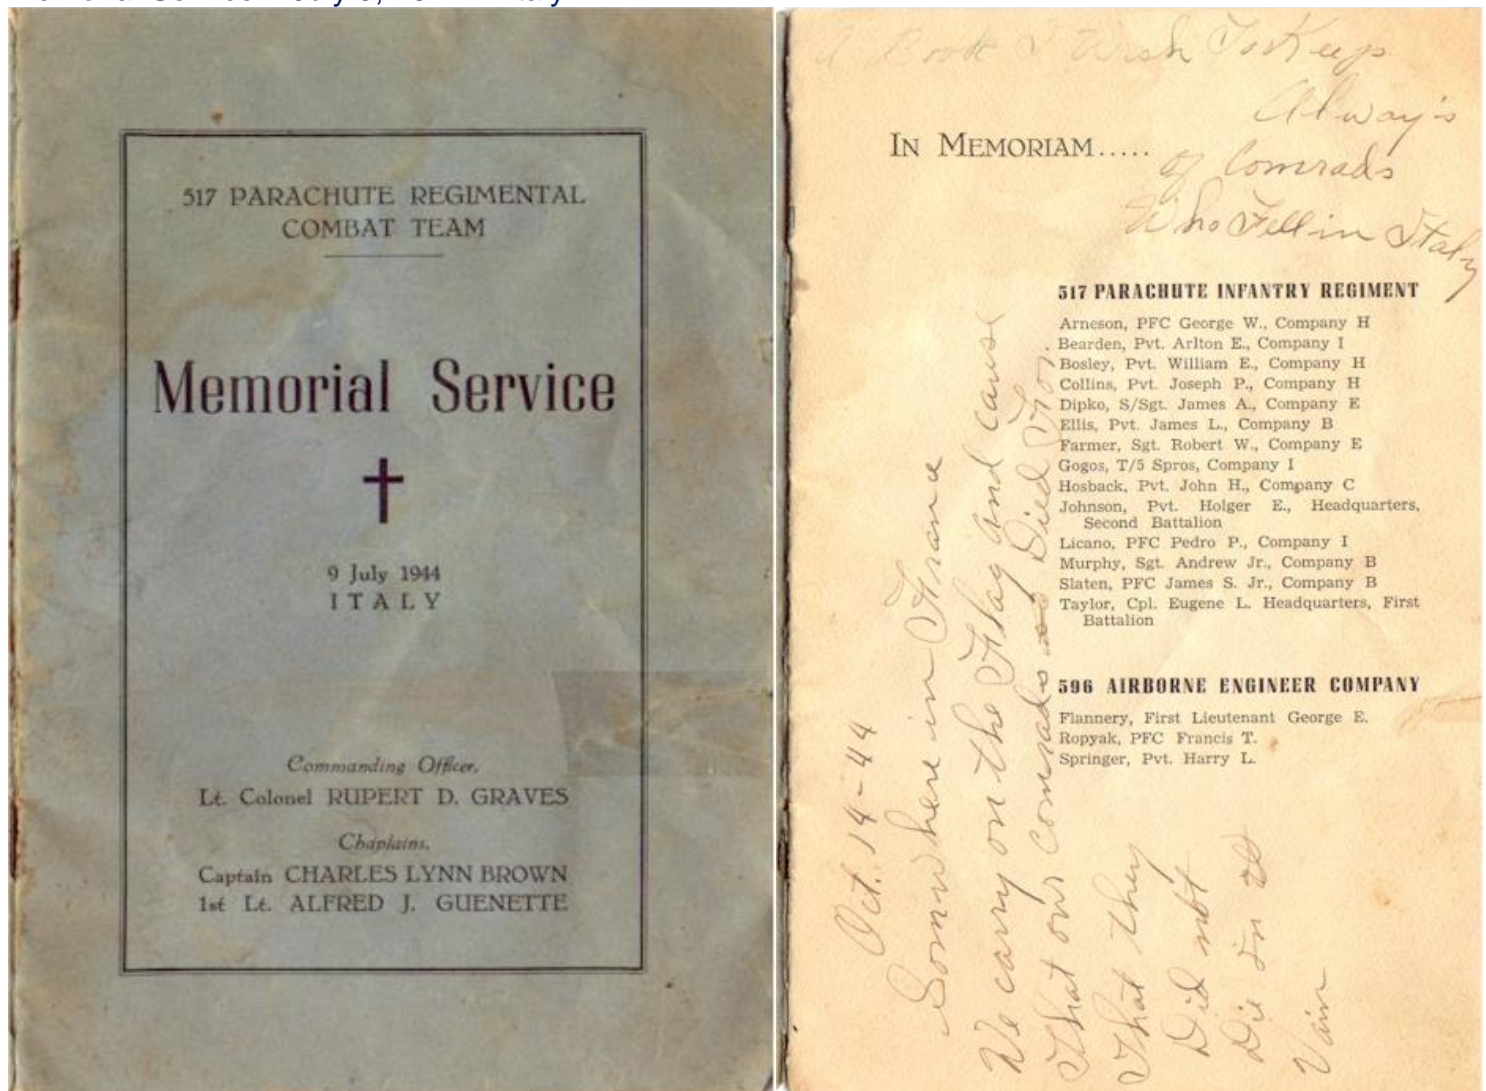 517 PARACHUTE REGIMENTAL
COMBAT TEAM
Memorial Service
9 July 1944
ITALY
Commanding Officer,
Lt. Colonel RUPERT D. GRAVES
Chaplains,
Captain CHARLES LYNN BROWN
1st Lt. ALFRED J. GUENETTE
A Book I Wish To Keep
Always
IN MEMORIAM.....
of Comrads
Who Fell in Italy
517 PARACHUTE INFANTRY REGIMENT
Arneson, PFC George W., Company H
Bearden, Pvt. Arlton E., Company I
Bosley, Pvt. William E., Company H
Collins, Pvt. Joseph P., Company H
Dipko, S/Sgt. James A., Company E
Ellis, Pvt. James L., Company B
Farmer, Sgt. Robert W., Company E
Gogos, T/5 Spros, Company I
Hosback, Pvt. John H., Company C
Johnson, Pvt. Holger E., Headquarters,
Second Battalion
Licano, PFC Pedro P., Company I
Murphy, Sgt. Andrew Jr., Company B
Slaten, PFC James S. Jr., Company B
Taylor, Cpl. Eugene L. Headquarters, First
Battalion
596 AIRBORNE ENGINEER COMPANY
Flannery, First Lieutenant George E.
Ropyak, PFC Francis T.
Springer, Pvt. Harry L.
Oct. 14-44
Somwhere in France
We carry on the Flag and cause
That our Comrads Died For.
That they
Did not
Die in
Vain